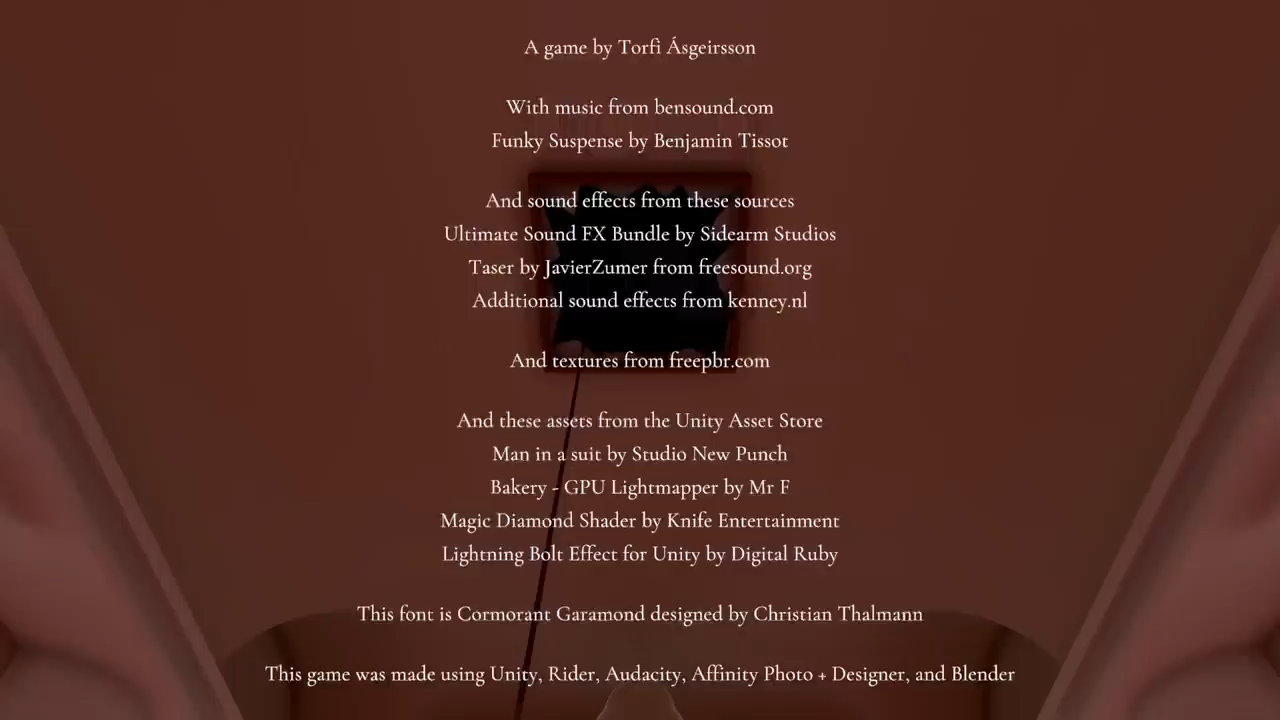 A game by Torfi Ásgeirsson
With music from bensound.com
Funky Suspense by Benjamin Tissot
And sound effects from these sources
Ultimate Sound FX Bundle by Sidearm Studios
Taser by JavierZumer from freesound.org
Additional sound effects from kenney.nl
And textures from freepbr.com
And these assets from the Unity Asset Store
Man in a suit by Studio New Punch
Bakery - GPU Lightmapper by Mr F
Magic Diamond Shader by Knife Entertainment
Lightning Bolt Effect for Unity by Digital Ruby
This font is Cormorant Garamond designed by Christian Thalmann
This game was made using Unity, Rider, Audacity, Affinity Photo + Designer, and Blender